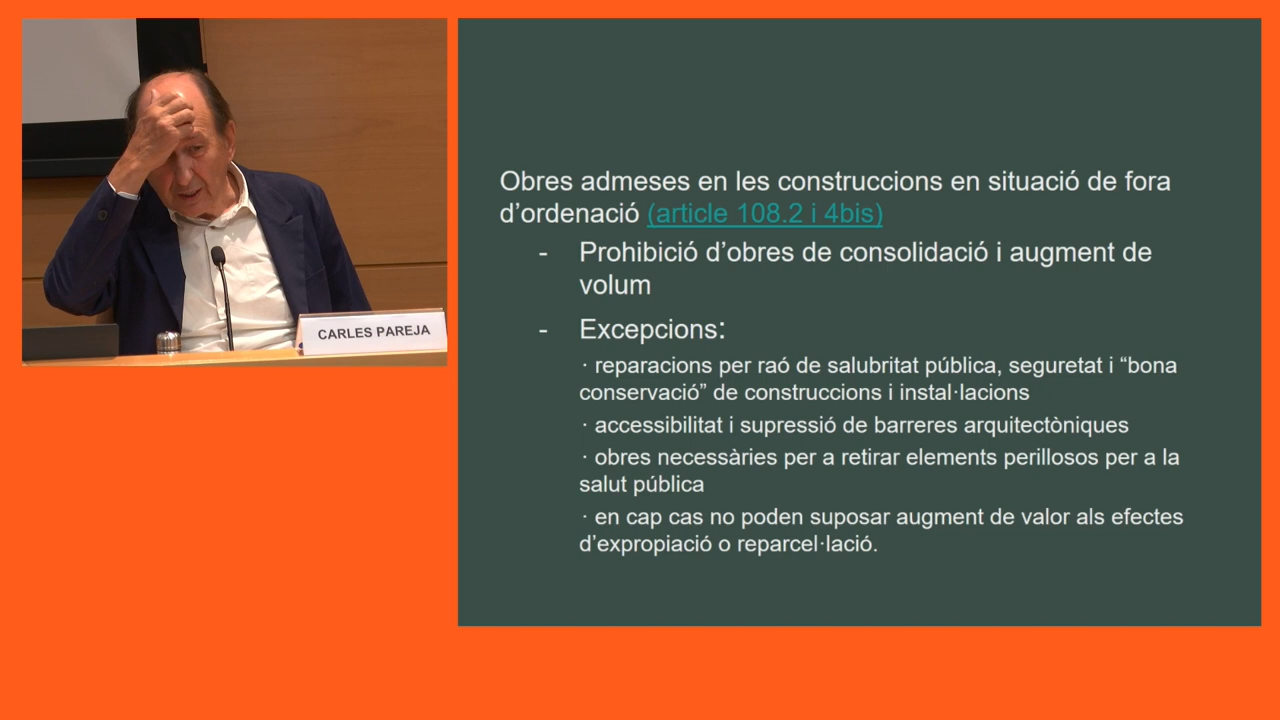 CARLES PAREJA
Obres admeses en les construccions en situació de fora
d’ordenació (article 108.2 i 4bis)
- Prohibició d’obres de consolidació i augment de
volum
- Excepcions:
· reparacions per raó de salubritat pública, seguretat i “bona
conservació” de construccions i instal·lacions
· accessibilitat i supressió de barreres arquitectòniques
· obres necessàries per a retirar elements perillosos per a la
salut pública
· en cap cas no poden suposar augment de valor als efectes
d’expropiació o reparcel·lació.